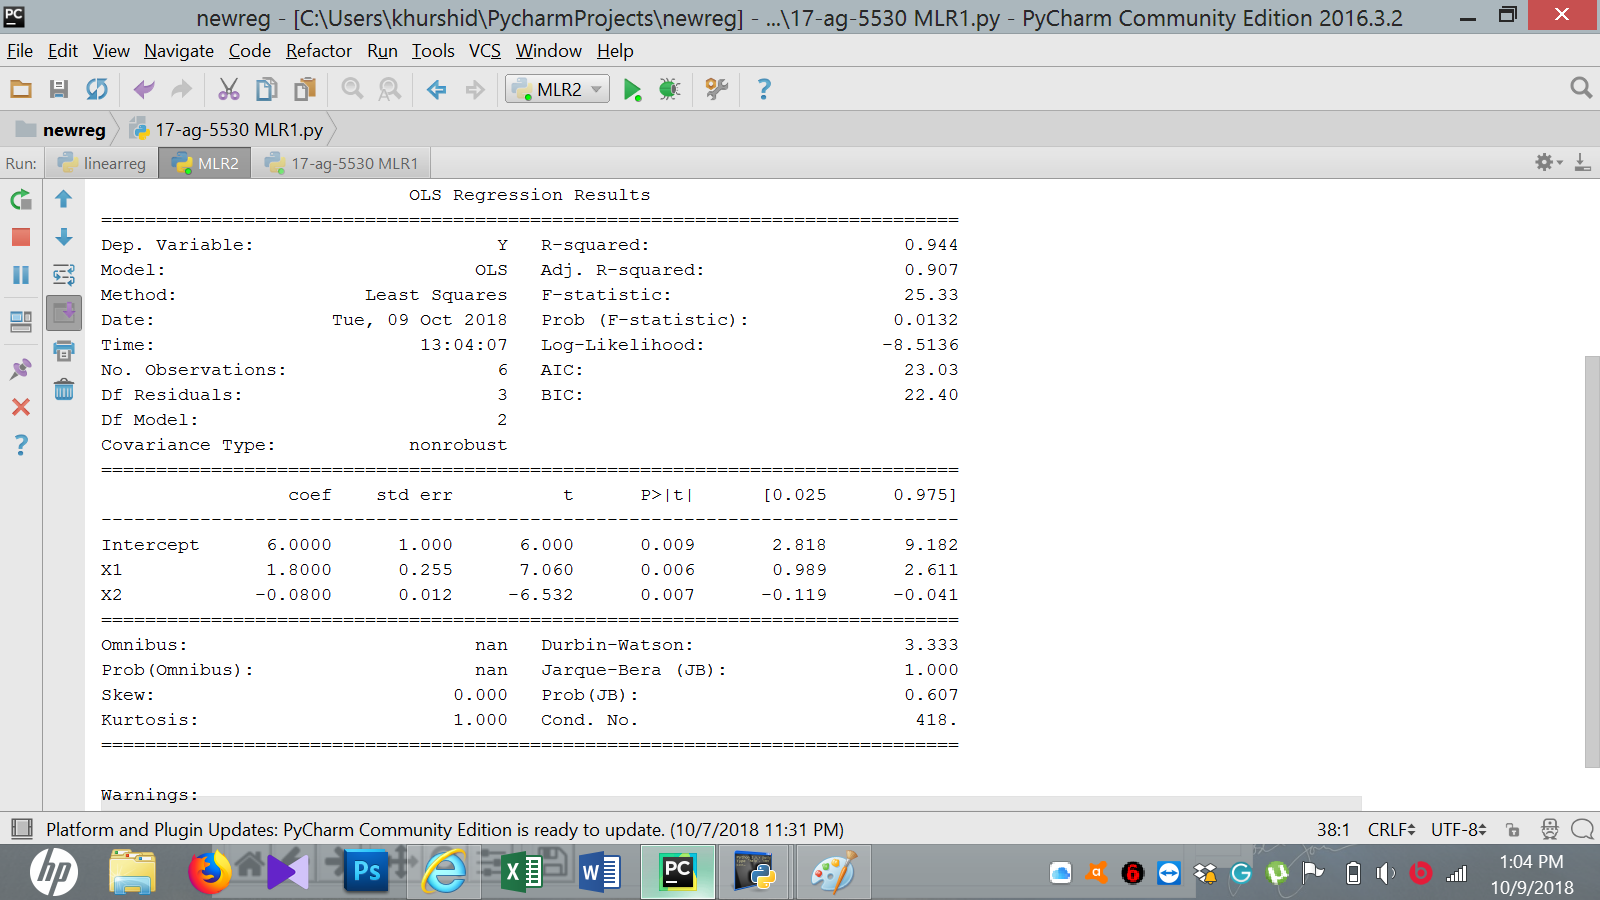 PC newreg - [C:\Users\khurshid\PycharmProjects\newreg] - ...\17-ag-5530 MLR1.py - PyCharm Community Edition 2016.3.2
File Edit View Navigate Code Refactor Run Tools VCS Window Help
MLR2
newreg 17-ag-5530 MLR1.py
Run: linearreg MLR2 17-ag-5530 MLR1
OLS Regression Results
==============================================================================
Dep. Variable: Y R-squared: 0.944
Model: OLS Adj. R-squared: 0.907
Method: Least Squares F-statistic: 25.33
Date: Tue, 09 Oct 2018 Prob (F-statistic): 0.0132
Time: 13:04:07 Log-Likelihood: -8.5136
No. Observations: 6 AIC: 23.03
Df Residuals: 3 BIC: 22.40
Df Model: 2
Covariance Type: nonrobust
==============================================================================
coef std err t P>|t| [0.025 0.975]
------------------------------------------------------------------------------
Intercept 6.0000 1.000 6.000 0.009 2.818 9.182
X1 1.8000 0.255 7.060 0.006 0.989 2.611
X2 -0.0800 0.012 -6.532 0.007 -0.119 -0.041
==============================================================================
Omnibus: nan Durbin-Watson: 3.333
Prob(Omnibus): nan Jarque-Bera (JB): 1.000
Skew: 0.000 Prob(JB): 0.607
Kurtosis: 1.000 Cond. No. 418.
==============================================================================
Warnings:
Platform and Plugin Updates: PyCharm Community Edition is ready to update. (10/7/2018 11:31 PM) 38:1 CRLF UTF-8
hp Ps X W PC 1:04 PM
10/9/2018